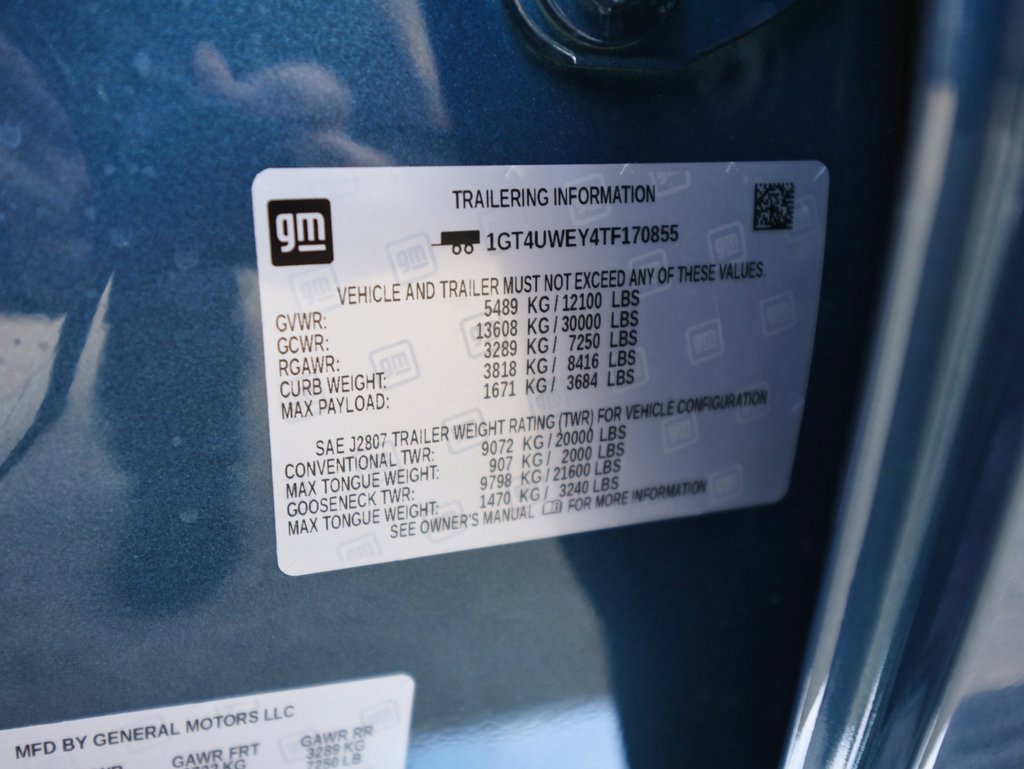 gm
TRAILERING INFORMATION
1GT4UWEY4TF170855
VEHICLE AND TRAILER MUST NOT EXCEED ANY OF THESE VALUES
GVWR: 5489 KG / 12100 LBS
GCWR: 13608 KG / 30000 LBS
RGAWR: 3289 KG / 7250 LBS
CURB WEIGHT: 3818 KG / 8416 LBS
MAX PAYLOAD: 1671 KG / 3684 LBS
SAE J2807 TRAILER WEIGHT RATING (TWR) FOR VEHICLE CONFIGURATION
CONVENTIONAL TWR: 9072 KG / 20000 LBS
MAX TONGUE WEIGHT: 907 KG / 2000 LBS
GOOSENECK TWR: 9798 KG / 21600 LBS
MAX TONGUE WEIGHT: 1470 KG / 3240 LBS
SEE OWNER'S MANUAL FOR MORE INFORMATION
MFD BY GENERAL MOTORS LLC
GAWR FRT GAWR RR
KG 3289 KG
7250 LB